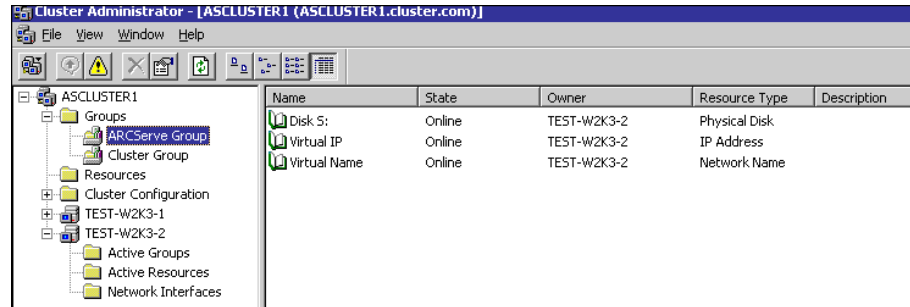 Cluster Administrator - [ASCLUSTER1 (ASCLUSTER1.cluster.com)]
File View Window Help
ASCLUSTER1
Groups
ARCServe Group
Cluster Group
Resources
Cluster Configuration
TEST-W2K3-1
TEST-W2K3-2
Active Groups
Active Resources
Network Interfaces
Name State Owner Resource Type Description
Disk S: Online TEST-W2K3-2 Physical Disk
Virtual IP Online TEST-W2K3-2 IP Address
Virtual Name Online TEST-W2K3-2 Network Name